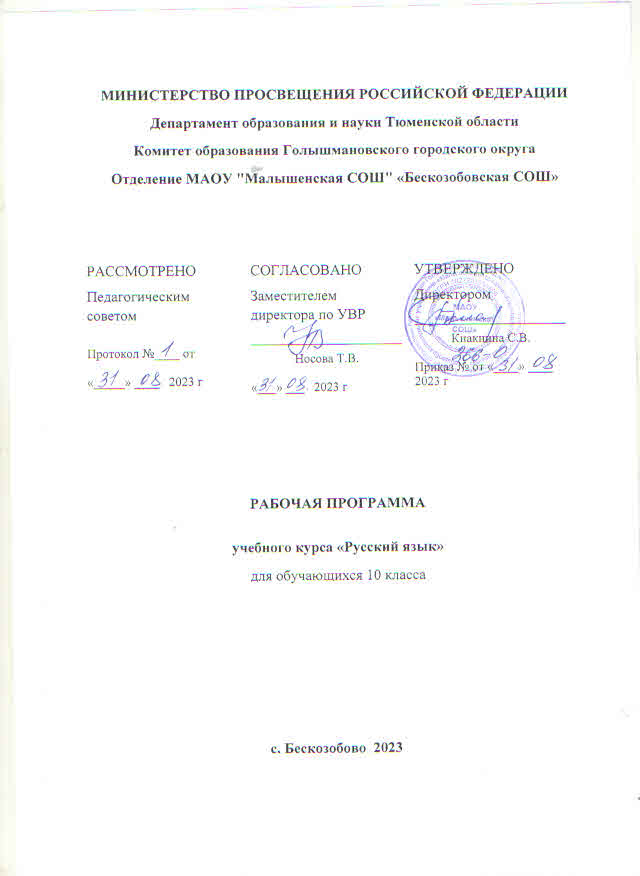 МИНИСТЕРСТВО ПРОСВЕЩЕНИЯ РОССИЙСКОЙ ФЕДЕРАЦИИ
Департамент образования и науки Тюменской области
Комитет образования Голышмановского городского округа
Отделение МАОУ "Малышенская СОШ" «Бескозобовская СОШ»
РАССМОТРЕНО
Педагогическим
советом
Протокол № 1 от
«31» 08 2023 г
СОГЛАСОВАНО
Заместителем
директора по УВР
Носова Т.В.
«31» 08 2023 г
УТВЕРЖДЕНО
Директором
МАОУ
СОШ»
Киакина С.В.
Приказ № от «31» 08
2023 г
РАБОЧАЯ ПРОГРАММА
учебного курса «Русский язык»
для обучающихся 10 класса
с. Бескозобово 2023